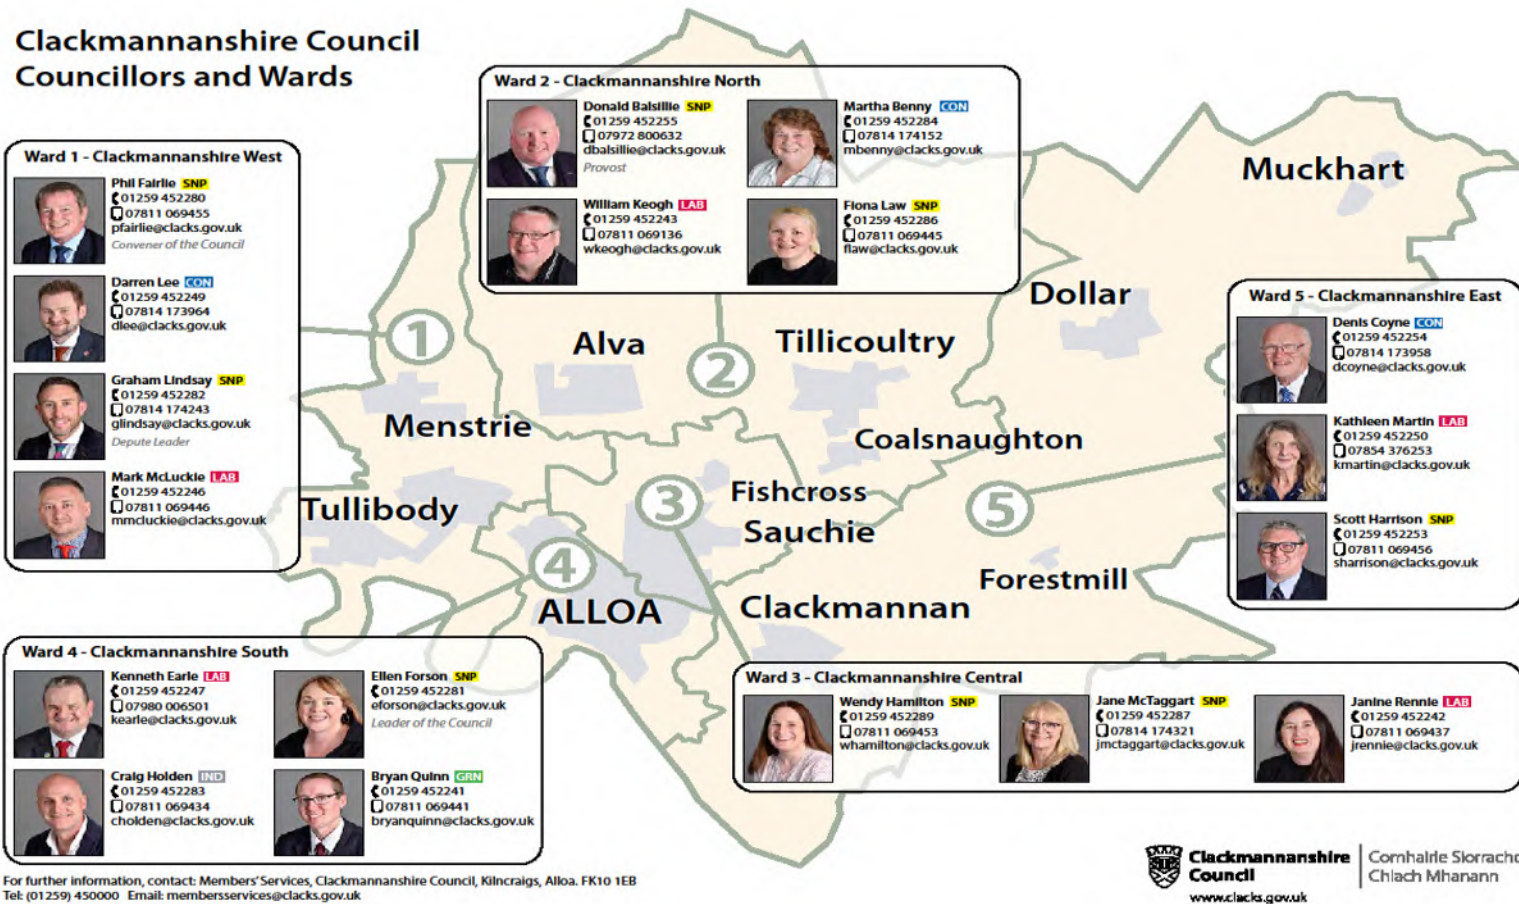 Clackmannanshire Council
Councillors and Wards
Ward 1 - Clackmannanshire West
Phil Fairlie SNP
01259 452280
07811 069455
pfairlie@clacks.gov.uk
Convener of the Council
Darren Lee CON
01259 452249
07814 173964
dlee@clacks.gov.uk
Graham Lindsay SNP
01259 452282
07814 174243
glindsay@clacks.gov.uk
Depute Leader
Mark McLuckie LAB
01259 452246
07811 069446
mmcluckie@clacks.gov.uk
Ward 2 - Clackmannanshire North
Donald Balsillie SNP
01259 452255
07972 800632
dbalsillie@clacks.gov.uk
Provost
Martha Benny CON
01259 452284
07814 174152
mbenny@clacks.gov.uk
William Keogh LAB
01259 452243
07811 069136
wkeogh@clacks.gov.uk
Fiona Law SNP
01259 452286
07811 069445
flaw@clacks.gov.uk
Muckhart
Dollar
Alva
Tillicoultry
1
2
Menstrie
Coalsnaughton
Tullibody
3
Fishcross
Sauchie
5
4
Forestmill
ALLOA
Clackmannan
Ward 5 - Clackmannanshire East
Denis Coyne CON
01259 452254
07814 173958
dcoyne@clacks.gov.uk
Kathleen Martin LAB
01259 452250
07854 376253
kmartin@clacks.gov.uk
Scott Harrison SNP
01259 452253
07811 069456
sharrison@clacks.gov.uk
Ward 4 - Clackmannanshire South
Kenneth Earle LAB
01259 452247
07980 006501
kearle@clacks.gov.uk
Ellen Forson SNP
01259 452281
eforson@clacks.gov.uk
Leader of the Council
Craig Holden IND
01259 452283
07811 069434
cholden@clacks.gov.uk
Bryan Quinn GRN
01259 452241
07811 069441
bryanquinn@clacks.gov.uk
Ward 3 - Clackmannanshire Central
Wendy Hamilton SNP
01259 452289
07811 069453
whamilton@clacks.gov.uk
Jane McTaggart SNP
01259 452287
07814 174321
jmctaggart@clacks.gov.uk
Janine Rennie LAB
01259 452242
07811 069437
jrennie@clacks.gov.uk
For further information, contact: Members' Services, Clackmannanshire Council, Kilncraigs, Alloa. FK10 1EB
Tel: (01259) 450000 Email: membersservices@clacks.gov.uk
Clackmannanshire
Council
www.clacks.gov.uk
Comhairle Siorrachd
Chlach Mhanann